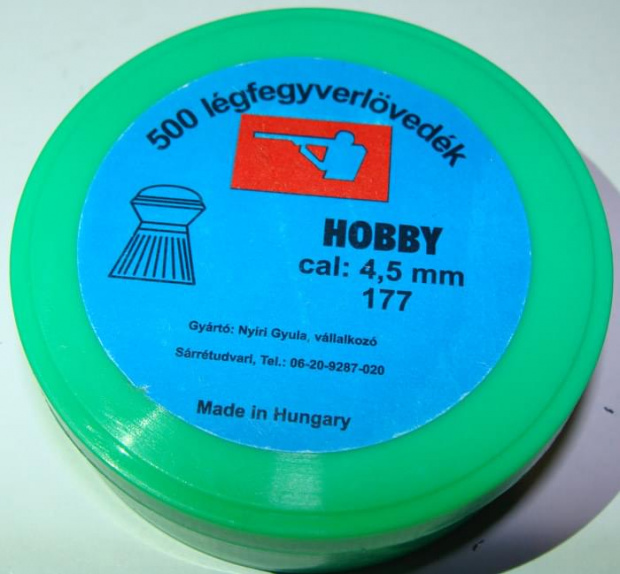 500 légfegyverlövedék
HOBBY
cal: 4,5 mm
177
Gyártó: Nyíri Gyula, vállalkozó
Sárrétudvari, Tel.: 06-20-9287-020
Made in Hungary